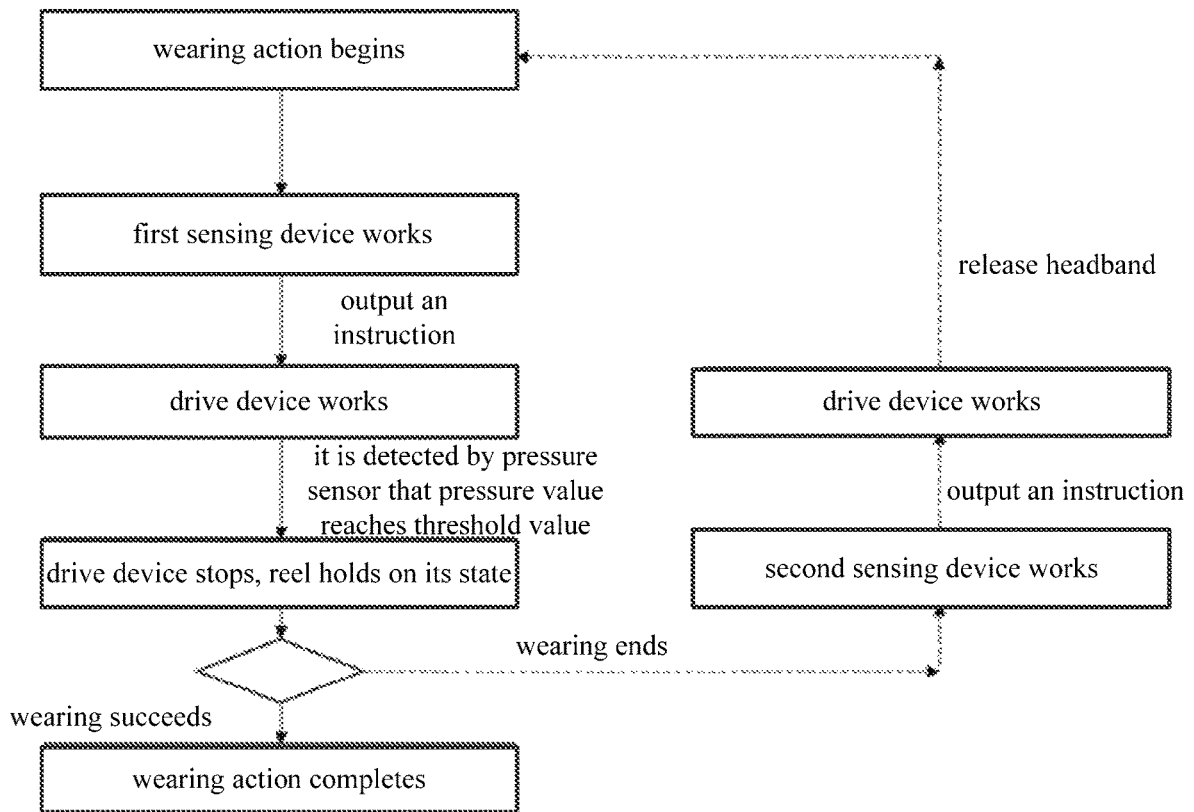 wearing action begins
first sensing device works
output an
instruction
drive device works
it is detected by pressure
sensor that pressure value
reaches threshold value
drive device stops, reel holds on its state
wearing succeeds
wearing action completes
wearing ends
second sensing device works
output an instruction
drive device works
release headband